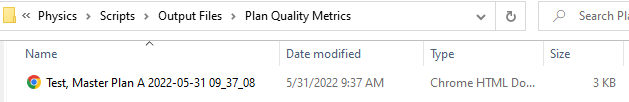 « Physics > Scripts > Output Files > Plan Quality Metrics
Search Pl
Name Date modified Type Size
Test, Master Plan A 2022-05-31 09_37_08 5/31/2022 9:37 AM Chrome HTML Do... 3 KB